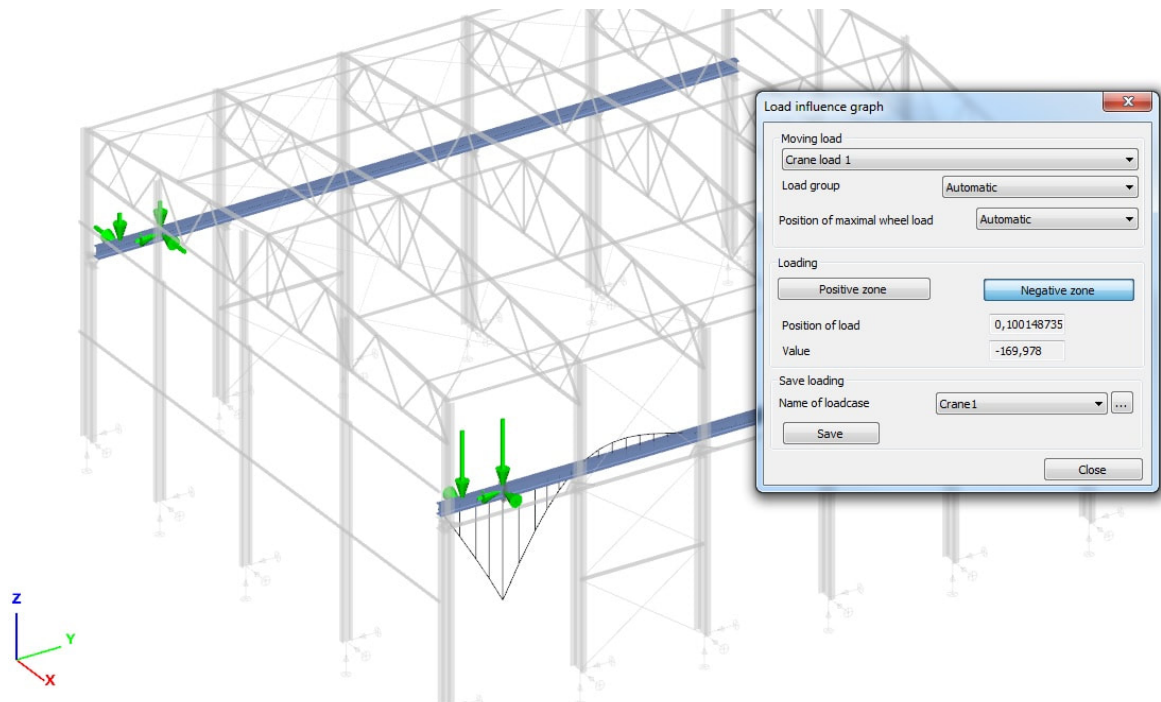 Load influence graph
Moving load
Crane load 1
Load group Automatic
Position of maximal wheel load Automatic
Loading
Positive zone Negative zone
Position of load 0,100148735
Value -169,978
Save loading
Name of loadcase Crane1 ...
Save
Close
Z
Y
X